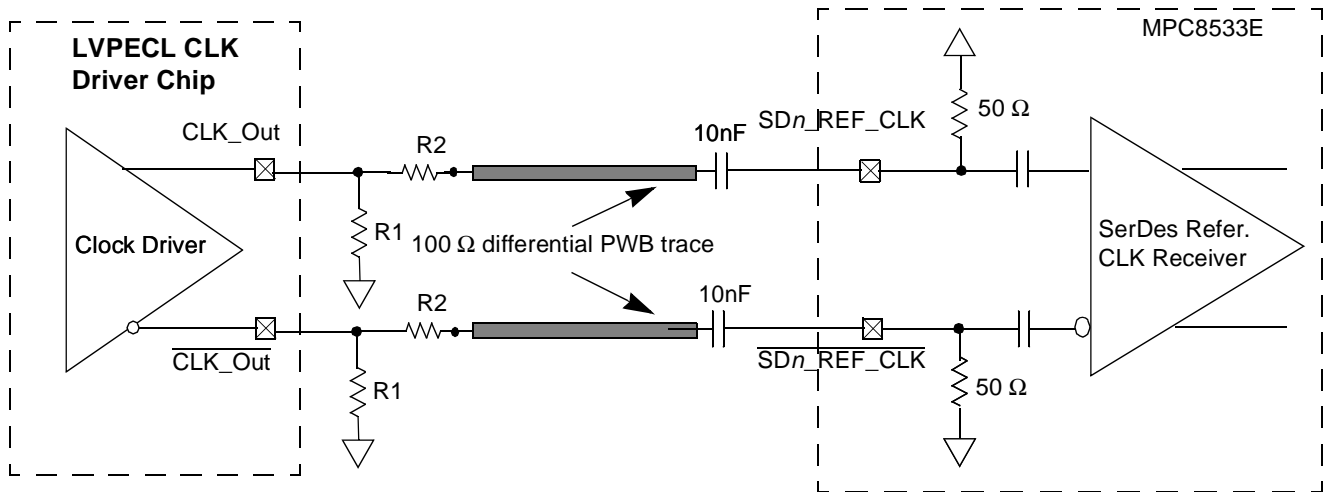 MPC8533E
LVPECL CLK
Driver Chip
CLK_Out
R2
10nF
SDn_REF_CLK
50 Ω
Clock Driver
R1
100 Ω differential PWB trace
SerDes Refer.
CLK Receiver
R2
10nF
CLK_Out
SDn_REF_CLK
R1
50 Ω